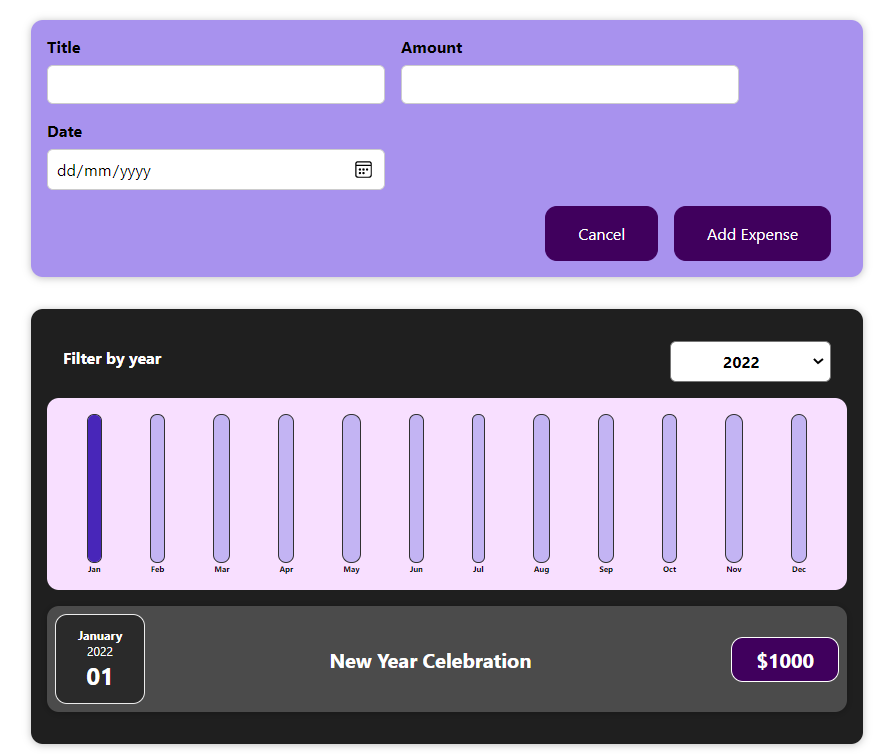 Title Amount
Date
dd/mm/yyyy
Cancel Add Expense
Filter by year 2022
Jan Feb Mar Apr May Jun Jul Aug Sep Oct Nov Dec
January
2022
01
New Year Celebration
$1000